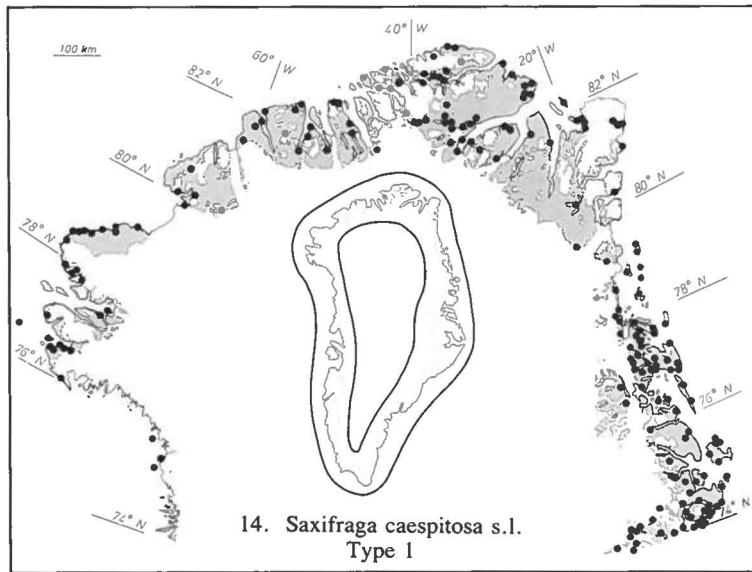 100 km
82° N
60° W
40° W
20° W
82° N
80° N
80° N
78° N
78° N
76° N
76° N
74° N
74° N
14. Saxifraga caespitosa s.l.
Type 1